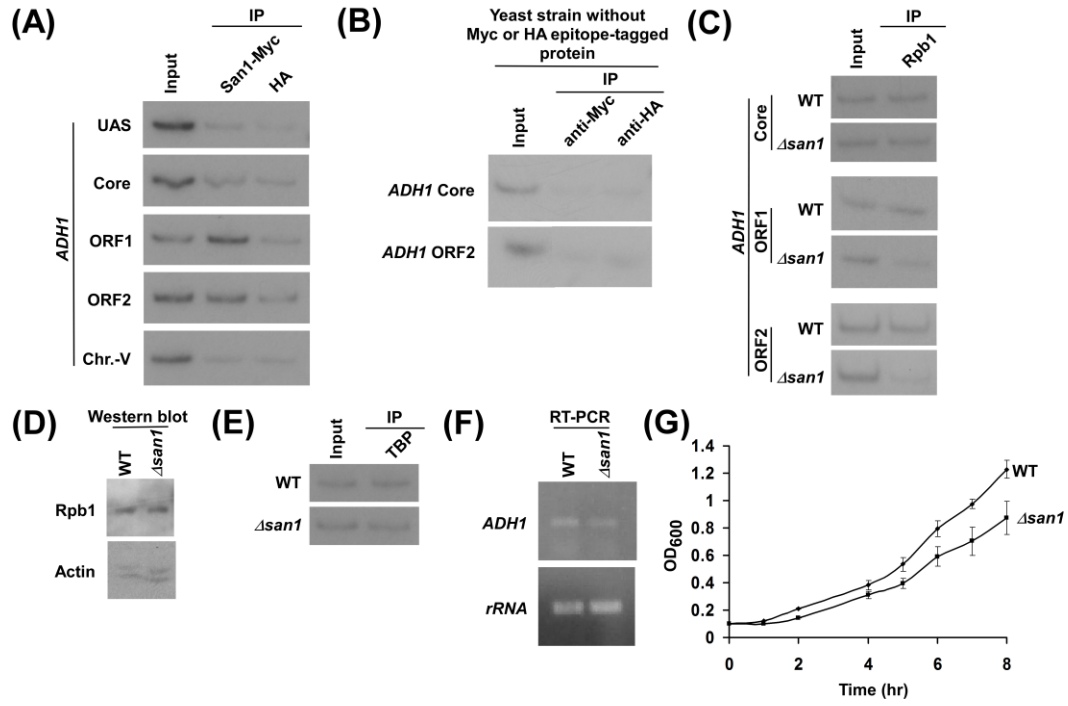 (A)
IP
Input
San1-Myc
HA
ADH1
UAS
Core
ORF1
ORF2
Chr.-V
(B)
Yeast strain without
Myc or HA epitope-tagged
protein
IP
Input
anti-Myc
anti-HA
ADH1 Core
ADH1 ORF2
(C)
IP
Input
Rpb1
ADH1
Core
WT
Δsan1
ORF1
WT
Δsan1
ORF2
WT
Δsan1
(D)
Western blot
WT
Δsan1
Rpb1
Actin
(E)
IP
Input
TBP
WT
Δsan1
(F)
RT-PCR
WT
Δsan1
ADH1
rRNA
(G)
OD600
1.4
1.2
1
0.8
0.6
0.4
0.2
0
0 2 4 6 8
Time (hr)
WT
Δsan1